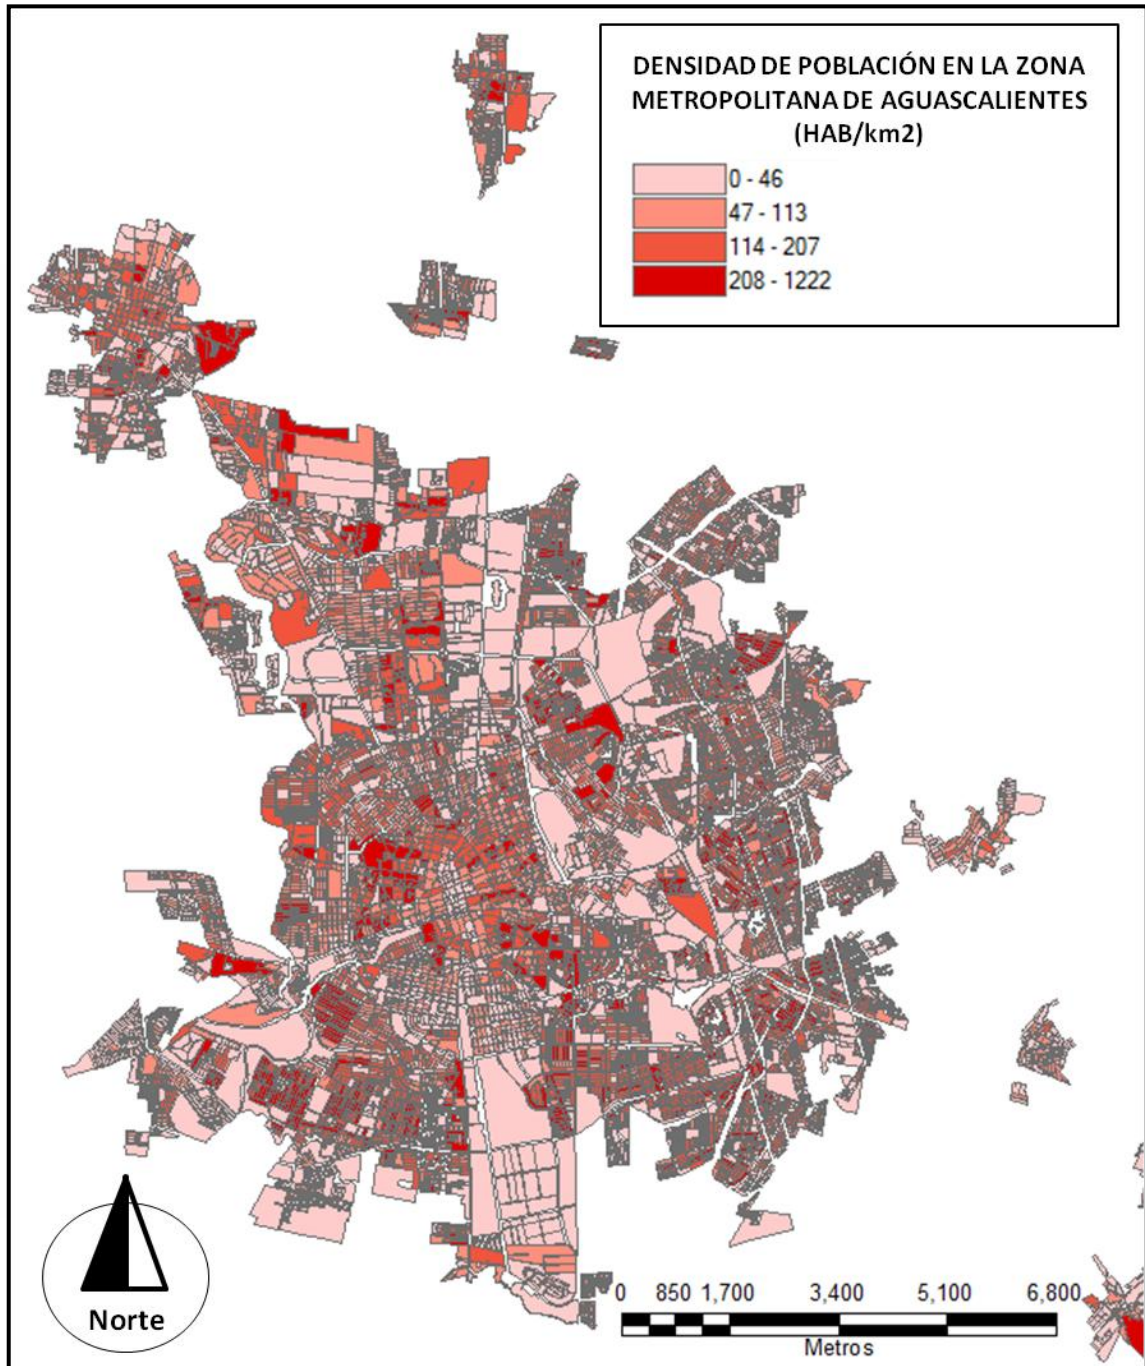 DENSIDAD DE POBLACIÓN EN LA ZONA
METROPOLITANA DE AGUASCALIENTES
(HAB/km2)
0 - 46
47 - 113
114 - 207
208 - 1222
Norte
0 850 1,700 3,400 5,100 6,800
Metros